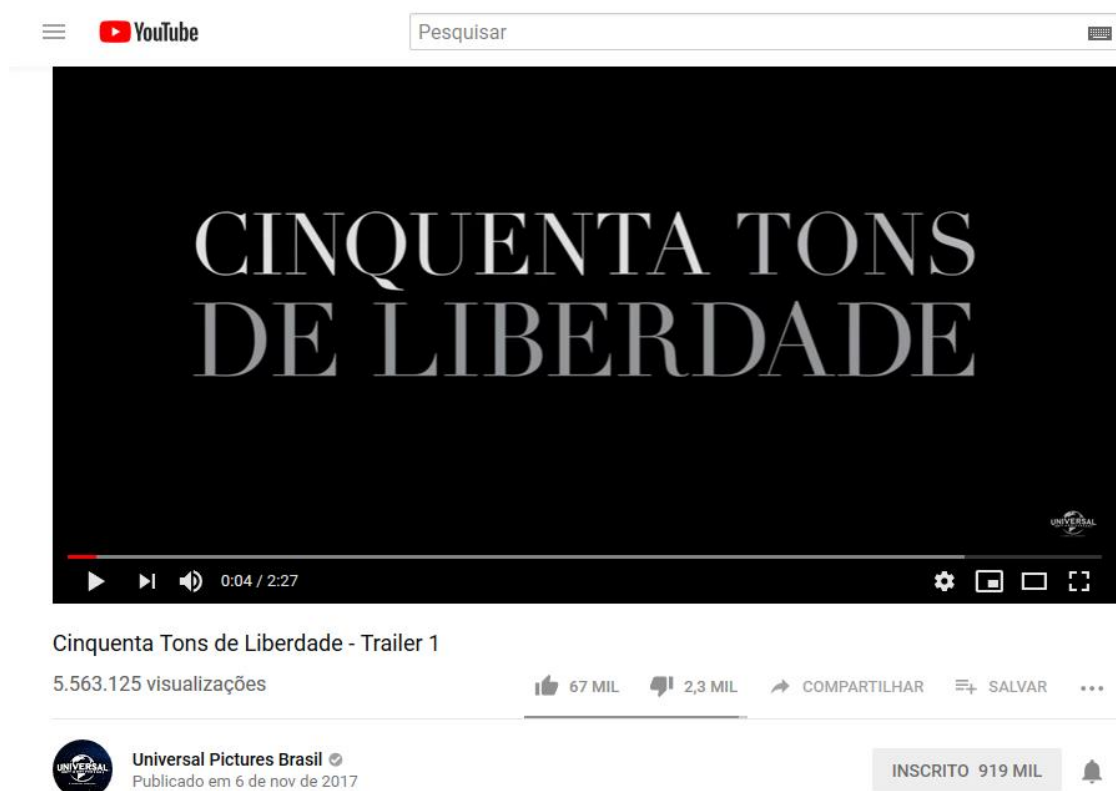 YouTube
Pesquisar
CINQUENTA TONS
DE LIBERDADE
UNIVERSAL
0:04 / 2:27
Cinquenta Tons de Liberdade - Trailer 1
5.563.125 visualizações
67 MIL
2,3 MIL
COMPARTILHAR
SALVAR
UNIVERSAL
Universal Pictures Brasil
Publicado em 6 de nov de 2017
INSCRITO 919 MIL